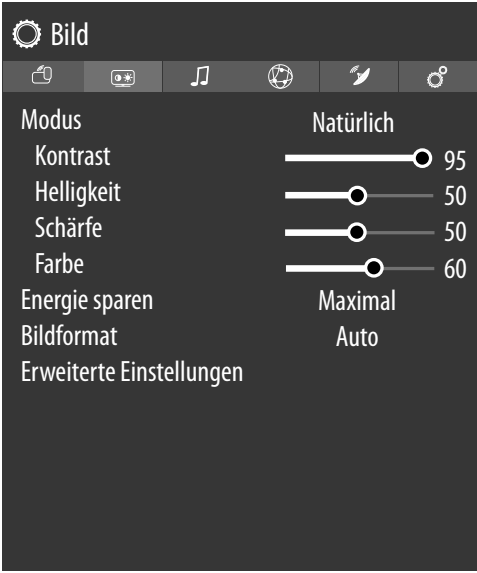 Bild
Modus Natürlich
Kontrast 95
Helligkeit 50
Schärfe 50
Farbe 60
Energie sparen Maximal
Bildformat Auto
Erweiterte Einstellungen